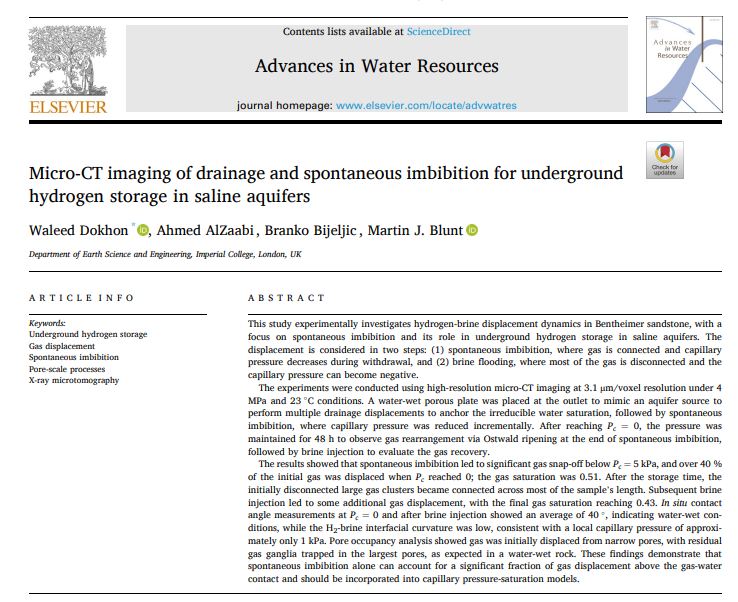 Contents lists available at ScienceDirect
Advances in Water Resources
journal homepage: www.elsevier.com/locate/advwatres
ELSEVIER
Advances
in Water
Resources
Check for
updates
Micro-CT imaging of drainage and spontaneous imbibition for underground
hydrogen storage in saline aquifers
Waleed Dokhon *, Ahmed AlZaabi, Branko Bijeljic, Martin J. Blunt
Department of Earth Science and Engineering, Imperial College, London, UK
ARTICLE INFO
Keywords:
Underground hydrogen storage
Gas displacement
Spontaneous imbibition
Pore-scale processes
X-ray microtomography
ABSTRACT
This study experimentally investigates hydrogen-brine displacement dynamics in Bentheimer sandstone, with a
focus on spontaneous imbibition and its role in underground hydrogen storage in saline aquifers. The
displacement is considered in two steps: (1) spontaneous imbibition, where gas is connected and capillary
pressure decreases during withdrawal, and (2) brine flooding, where most of the gas is disconnected and the
capillary pressure can become negative.
The experiments were conducted using high-resolution micro-CT imaging at 3.1 μm/voxel resolution under 4
MPa and 23 °C conditions. A water-wet porous plate was placed at the outlet to mimic an aquifer source to
perform multiple drainage displacements to anchor the irreducible water saturation, followed by spontaneous
imbibition, where capillary pressure was reduced incrementally. After reaching Pc = 0, the pressure was
maintained for 48 h to observe gas rearrangement via Ostwald ripening at the end of spontaneous imbibition,
followed by brine injection to evaluate the gas recovery.
The results showed that spontaneous imbibition led to significant gas snap-off below Pc = 5 kPa, and over 40 %
of the initial gas was displaced when Pc reached 0; the gas saturation was 0.51. After the storage time, the
initially disconnected large gas clusters became connected across most of the sample's length. Subsequent brine
injection led to some additional gas displacement, with the final gas saturation reaching 0.43. In situ contact
angle measurements at Pc = 0 and after brine injection showed an average of 40 °, indicating water-wet con-
ditions, while the H2-brine interfacial curvature was low, consistent with a local capillary pressure of approxi-
mately only 1 kPa. Pore occupancy analysis showed gas was initially displaced from narrow pores, with residual
gas ganglia trapped in the largest pores, as expected in a water-wet rock. These findings demonstrate that
spontaneous imbibition alone can account for a significant fraction of gas displacement above the gas-water
contact and should be incorporated into capillary pressure-saturation models.